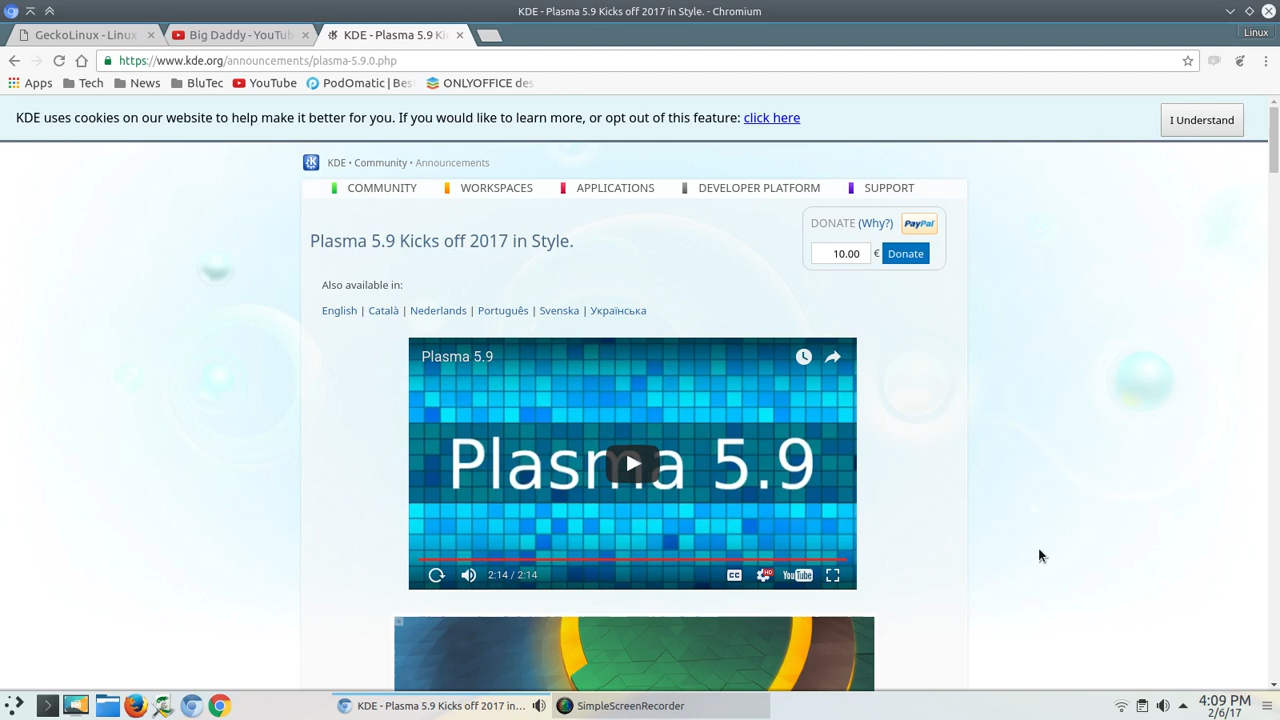 KDE - Plasma 5.9 Kicks off 2017 in Style. - Chromium
GeckoLinux - Linux
Big Daddy - YouTub
KDE - Plasma 5.9 Ki
Linux
https://www.kde.org/announcements/plasma-5.9.0.php
Apps Tech News BluTec YouTube PodOmatic | Bes ONLYOFFICE des
KDE uses cookies on our website to help make it better for you. If you would like to learn more, or opt out of this feature: click here
I Understand
KDE • Community • Announcements
COMMUNITY WORKSPACES APPLICATIONS DEVELOPER PLATFORM SUPPORT
DONATE (Why?) PayPal
Plasma 5.9 Kicks off 2017 in Style.
10.00 € Donate
Also available in:
English | Català | Nederlands | Português | Svenska | Українська
Plasma 5.9
Plasma 5.9
2:14 / 2:14
CC HD YouTube
KDE - Plasma 5.9 Kicks off 2017 in...
SimpleScreenRecorder
4:09 PM
2/6/17